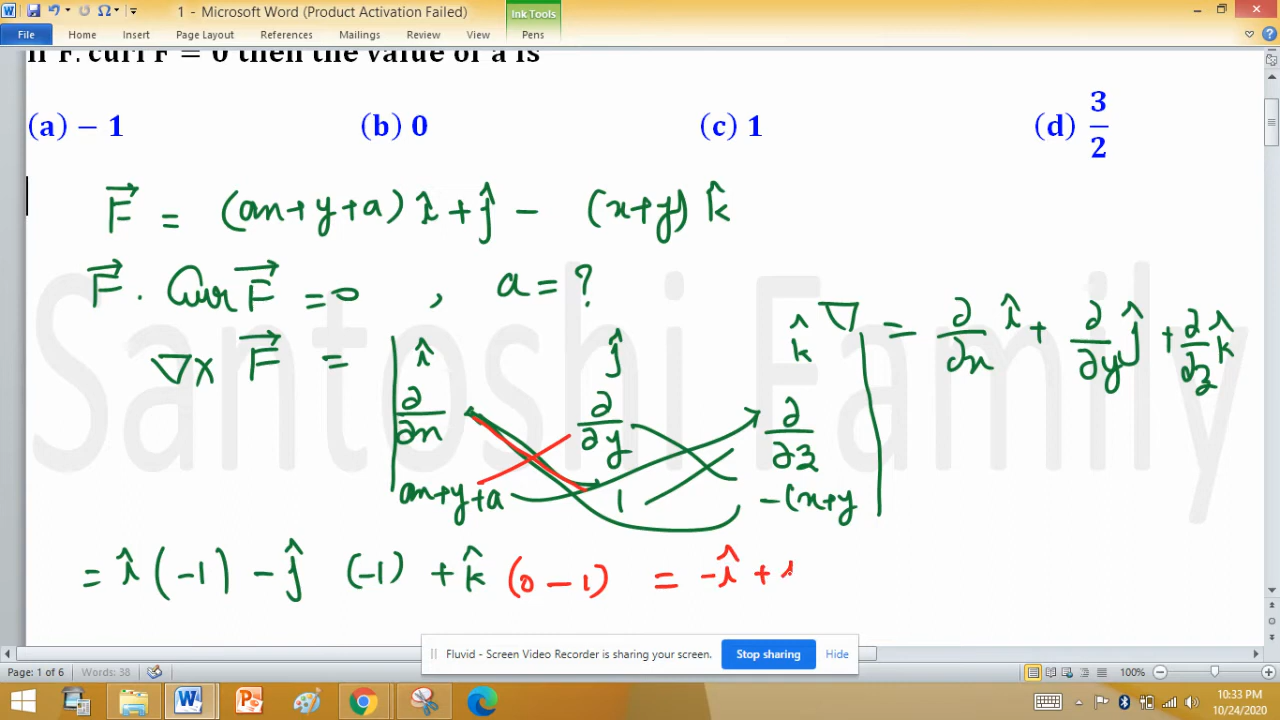 1 - Microsoft Word (Product Activation Failed)
Ink Tools
File Home Insert Page Layout References Mailings Review View Pens
If F. curl F = 0 then the value of a is
(a) − 1 (b) 0 (c) 1 (d) 3/2
F⃗ = (ax+y+a) î + ĵ − (x+y) k̂
F⃗ . Curl F⃗ = 0 , a = ?
∇ = ∂/∂x î + ∂/∂y ĵ + ∂/∂z k̂
∇× F⃗ = | î ĵ k̂
∂/∂x ∂/∂y ∂/∂z
ax+y+a 1 −(x+y |
= î (−1) − ĵ (−1) + k̂ (0 − 1) = −î +
Santoshi Family
Fluvid - Screen Video Recorder is sharing your screen. Stop sharing Hide
Page: 1 of 6 Words: 38 100%
10:33 PM
10/24/2020